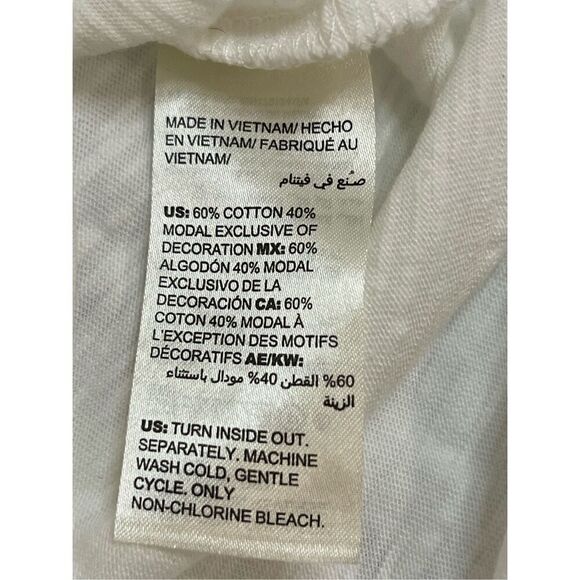 MADE IN VIETNAM/ HECHO
EN VIETNAM/ FABRIQUÉ AU
VIETNAM/
صُنع في فيتنام
US: 60% COTTON 40%
MODAL EXCLUSIVE OF
DECORATION MX: 60%
ALGODÓN 40% MODAL
EXCLUSIVO DE LA
DECORACIÓN CA: 60%
COTON 40% MODAL À
L'EXCEPTION DES MOTIFS
DÉCORATIFS AE/KW:
60% القطن 40% مودال باستثناء
الزينة
US: TURN INSIDE OUT.
SEPARATELY. MACHINE
WASH COLD, GENTLE
CYCLE. ONLY
NON-CHLORINE BLEACH.